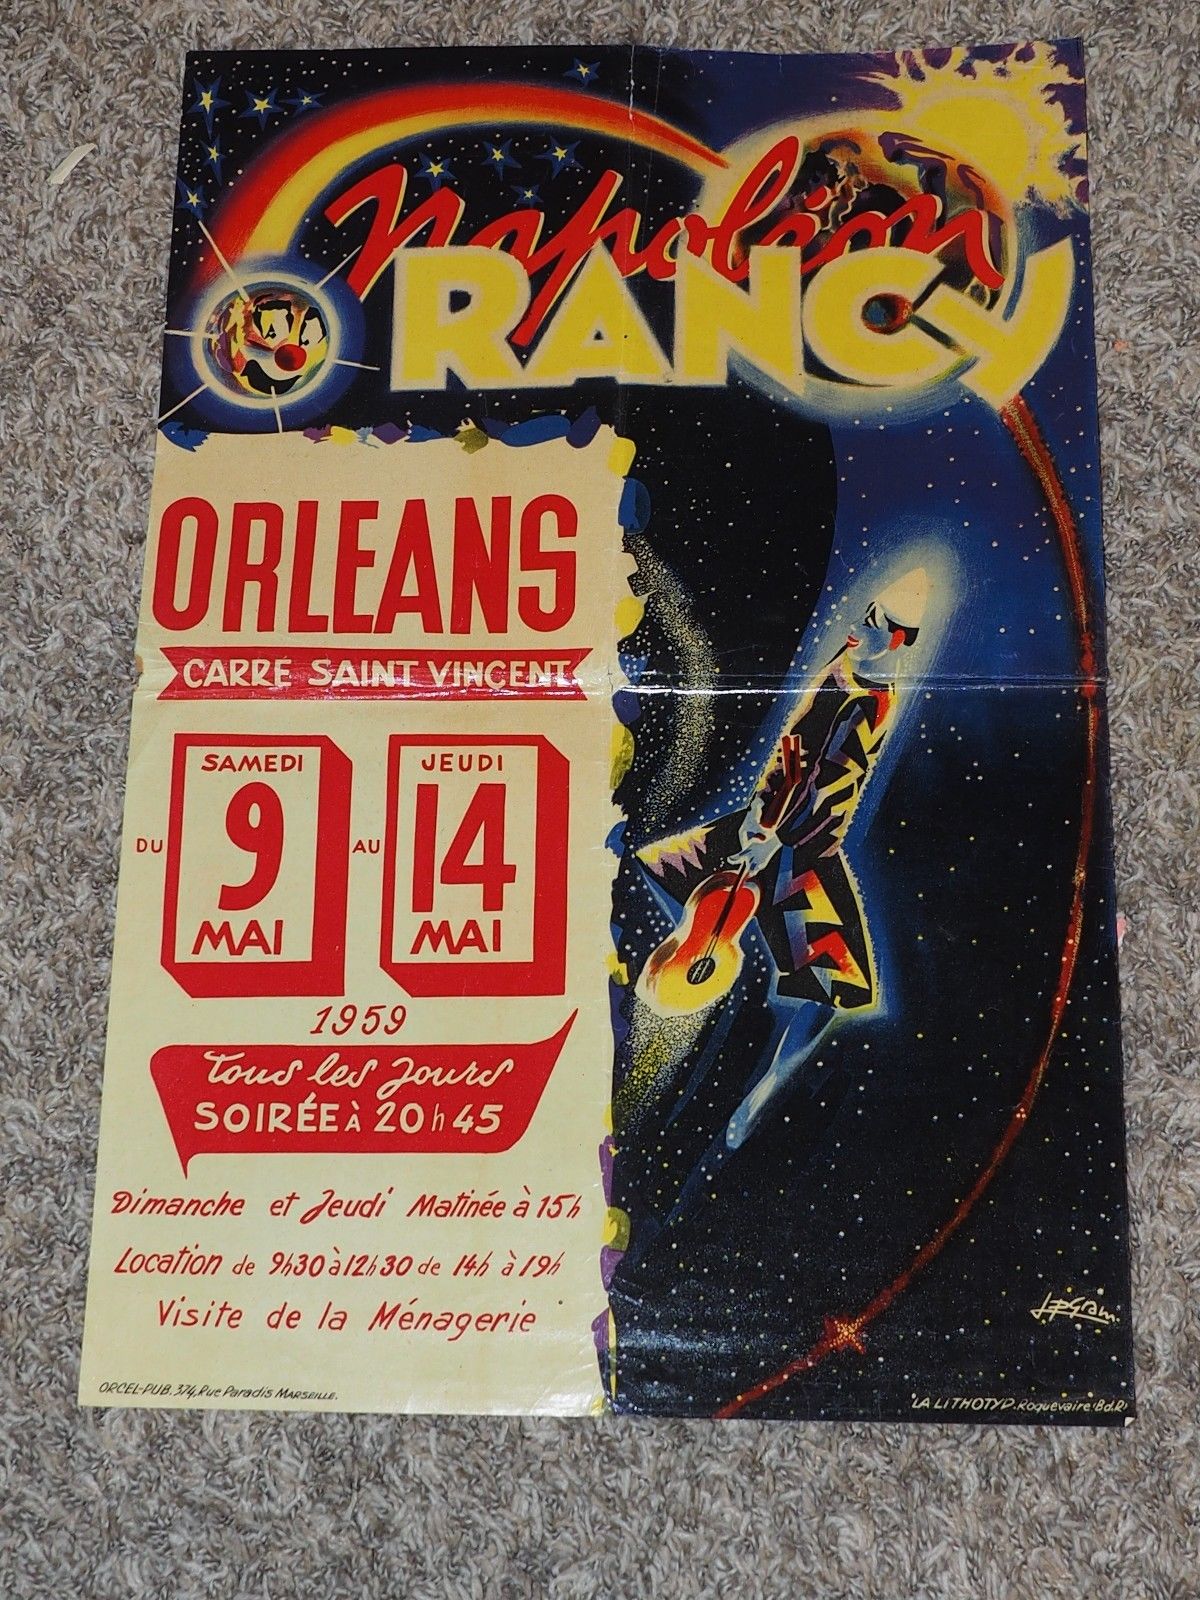 Napoléon
RANCY
ORLEANS
CARRÉ SAINT VINCENT
DU SAMEDI 9 MAI AU JEUDI 14 MAI
1959
Tous les Jours
SOIRÉE À 20h45
Dimanche et Jeudi Matinée à 15h
Location de 9h30 à 12h30 de 14h à 19h
Visite de la Ménagerie
J.P.Gram.
ORCEL-PUB. 374, Rue Paradis MARSEILLE.
LA LITHOTYP. Roquevaire (B.d.R)